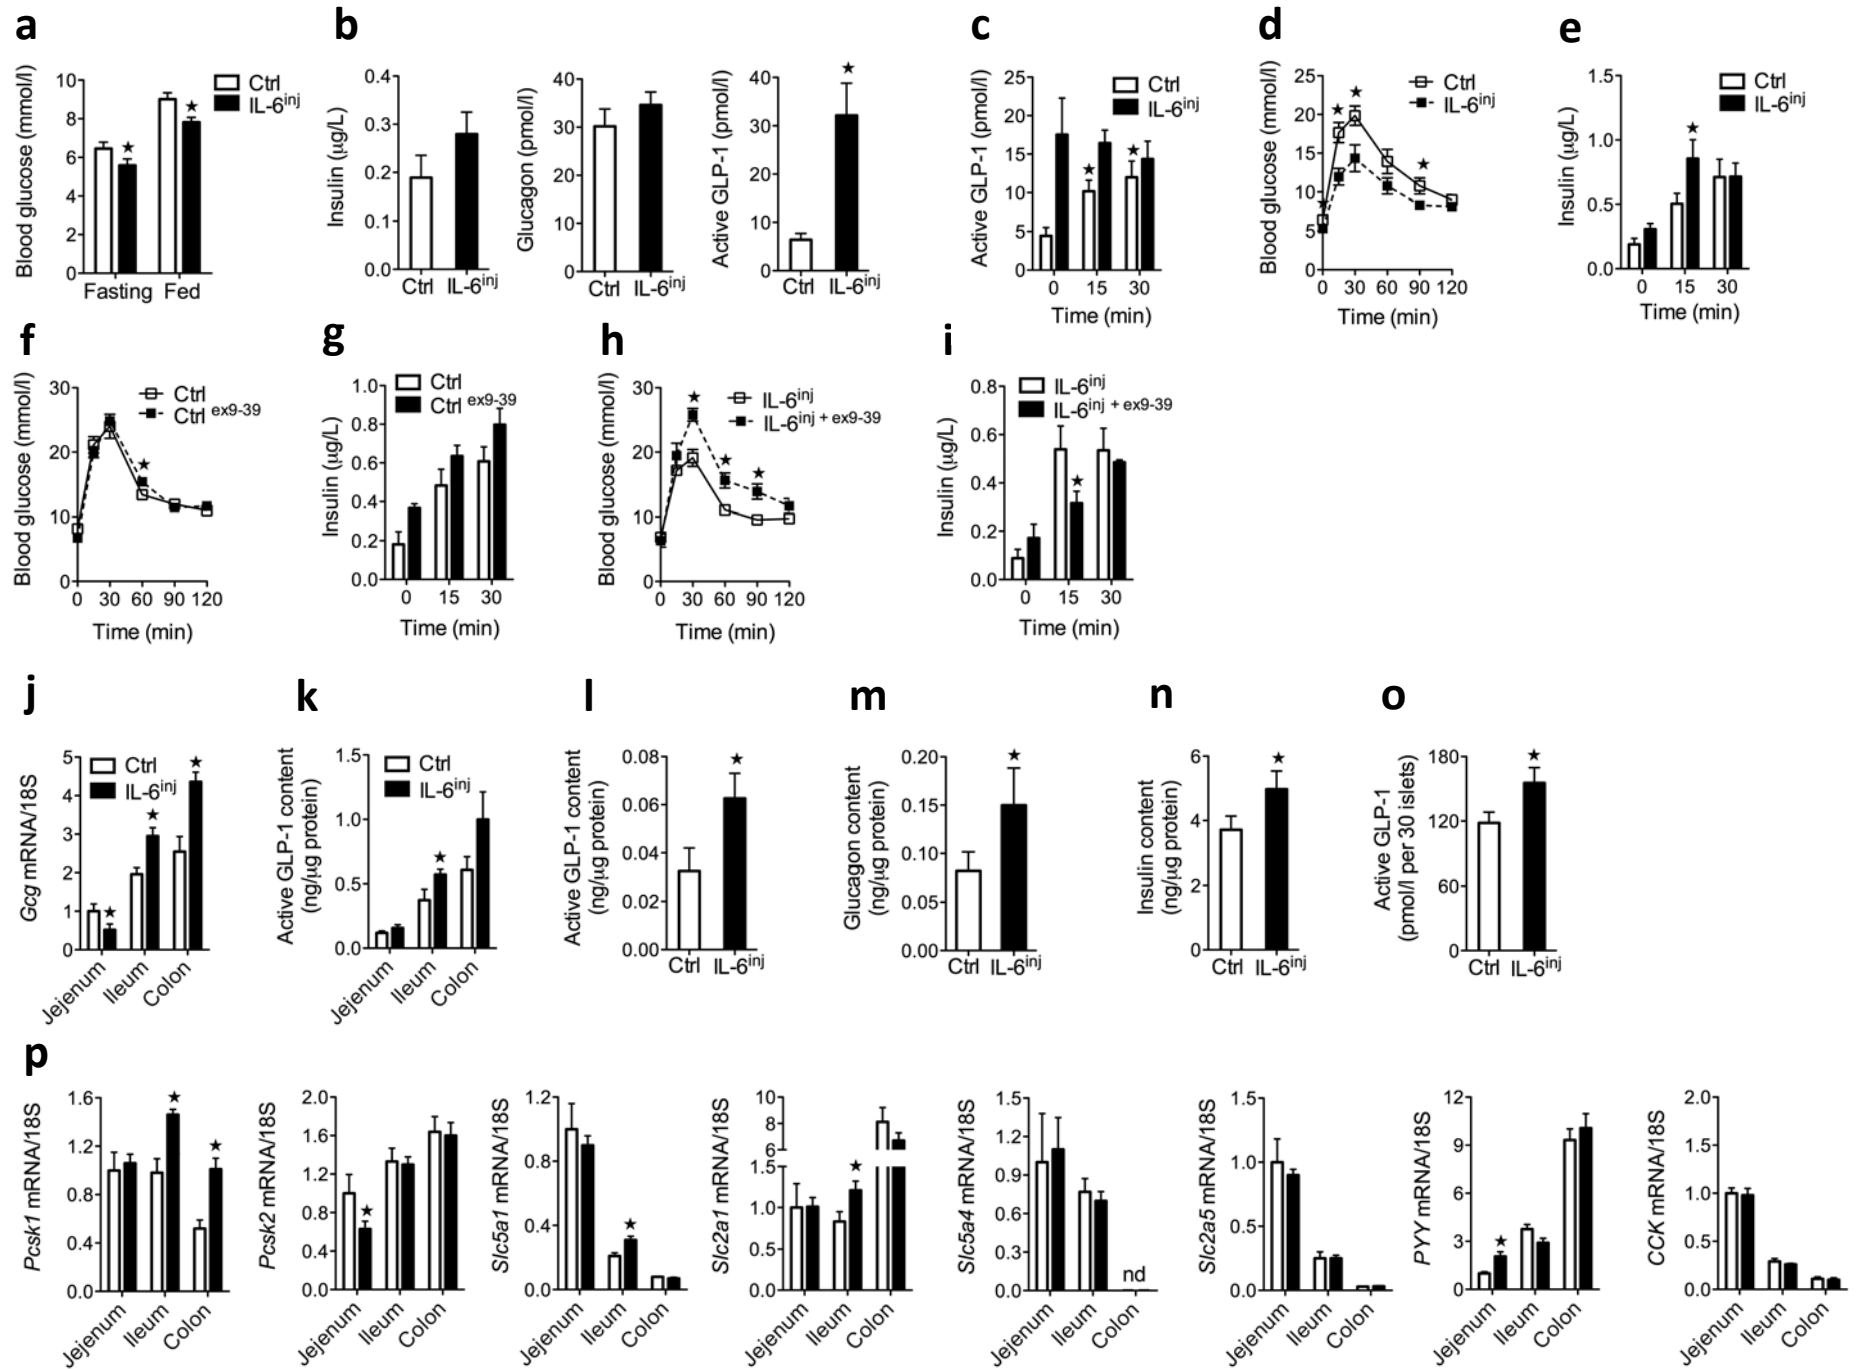 a
Blood glucose (mmol/l)
10
8
6
4
2
0
Fasting Fed
Ctrl
IL-6inj
★
★
b
Insulin (µg/L)
0.4
0.3
0.2
0.1
0.0
Ctrl IL-6inj
Glucagon (pmol/l)
40
30
20
10
0
Ctrl IL-6inj
Active GLP-1 (pmol/l)
40
30
20
10
0
★
Ctrl IL-6inj
c
Active GLP-1 (pmol/l)
25
20
15
10
5
0
Ctrl
IL-6inj
★
★
0 15 30
Time (min)
d
Blood glucose (mmol/l)
25
20
15
10
5
0
Ctrl
IL-6inj
★
★
★
★
0 30 60 90 120
Time (min)
e
Insulin (µg/L)
1.5
1.0
0.5
0.0
Ctrl
IL-6inj
★
0 15 30
Time (min)
f
Blood glucose (mmol/l)
30
20
10
0
Ctrl
Ctrl ex9-39
★
0 30 60 90 120
Time (min)
g
Insulin (µg/L)
1.0
0.8
0.6
0.4
0.2
0.0
Ctrl
Ctrl ex9-39
0 15 30
Time (min)
h
Blood glucose (mmol/l)
30
20
10
0
IL-6inj
IL-6inj + ex9-39
★
★
★
0 30 60 90 120
Time (min)
i
Insulin (µg/L)
0.8
0.6
0.4
0.2
0.0
IL-6inj
IL-6inj + ex9-39
★
0 15 30
Time (min)
j
Gcg mRNA/18S
5
4
3
2
1
0
Ctrl
IL-6inj
★
★
★
Jejenum
Ileum
Colon
k
Active GLP-1 content
(ng/µg protein)
1.5
1.0
0.5
0.0
Ctrl
IL-6inj
★
Jejenum
Ileum
Colon
l
Active GLP-1 content
(ng/µg protein)
0.08
0.06
0.04
0.02
0.00
★
Ctrl IL-6inj
m
Glucagon content
(ng/µg protein)
0.20
0.15
0.10
0.05
0.00
★
Ctrl IL-6inj
n
Insulin content
(ng/µg protein)
6
4
2
0
★
Ctrl IL-6inj
o
Active GLP-1
(pmol/l per 30 islets)
180
120
60
0
★
Ctrl IL-6inj
p
Pcsk1 mRNA/18S
1.6
1.2
0.8
0.4
0.0
★
★
Jejenum
Ileum
Colon
Pcsk2 mRNA/18S
2.0
1.6
1.2
0.8
0.4
0.0
★
Jejenum
Ileum
Colon
Slc5a1 mRNA/18S
1.2
0.8
0.4
0.0
★
Jejenum
Ileum
Colon
Slc2a1 mRNA/18S
10
8
6
1.5
1.0
0.5
0.0
★
Jejenum
Ileum
Colon
Slc5a4 mRNA/18S
1.5
1.2
0.9
0.6
0.3
0.0
nd
Jejenum
Ileum
Colon
Slc2a5 mRNA/18S
1.5
1.0
0.5
0.0
Jejenum
Ileum
Colon
PYY mRNA/18S
12
9
6
3
0
★
Jejenum
Ileum
Colon
CCK mRNA/18S
2.0
1.5
1.0
0.5
0.0
Jejenum
Ileum
Colon